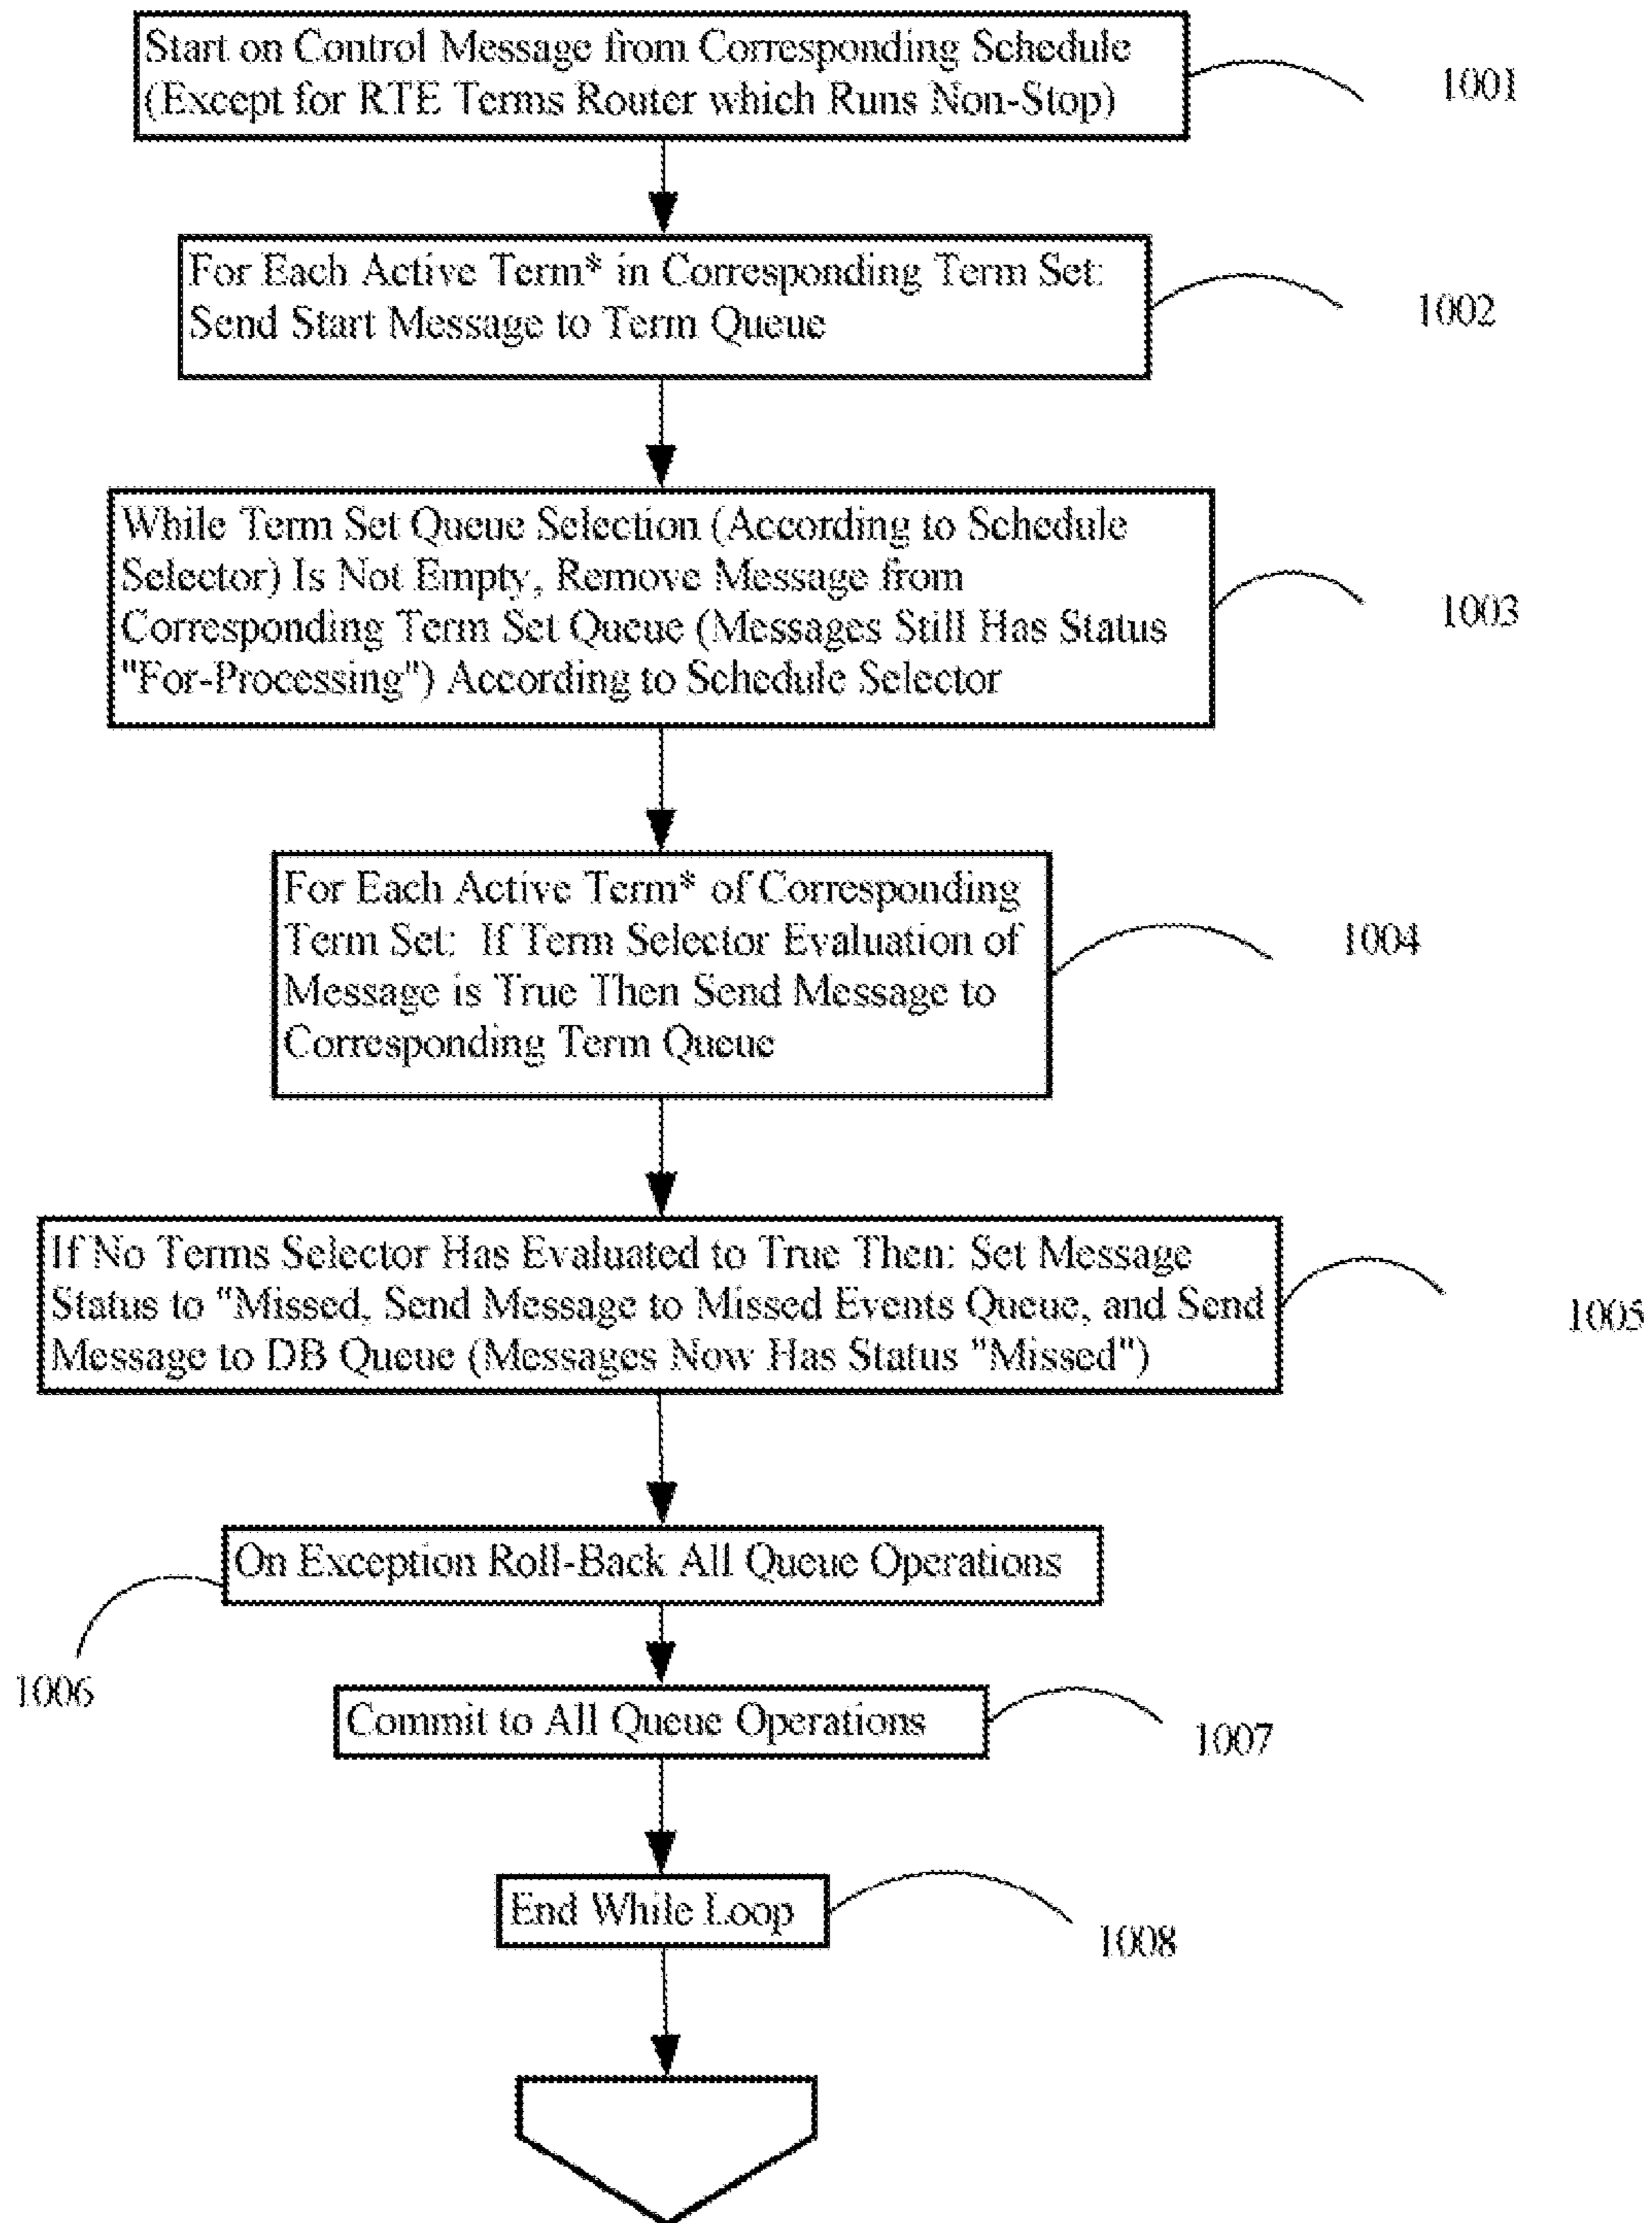 Start on Control Message from Corresponding Schedule
(Except for RTE Terms Router which Runs Non-Stop)
1001
For Each Active Term* in Corresponding Term Set:
Send Start Message to Term Queue
1002
While Term Set Queue Selection (According to Schedule
Selector) Is Not Empty, Remove Message from
Corresponding Term Set Queue (Messages Still Has Status
"For-Processing") According to Schedule Selector
1003
For Each Active Term* of Corresponding
Term Set: If Term Selector Evaluation of
Message is True Then Send Message to
Corresponding Term Queue
1004
If No Terms Selector Has Evaluated to True Then: Set Message
Status to "Missed, Send Message to Missed Events Queue, and Send
Message to DB Queue (Messages Now Has Status "Missed")
1005
On Exception Roll-Back All Queue Operations
1006
Commit to All Queue Operations
1007
End While Loop
1008